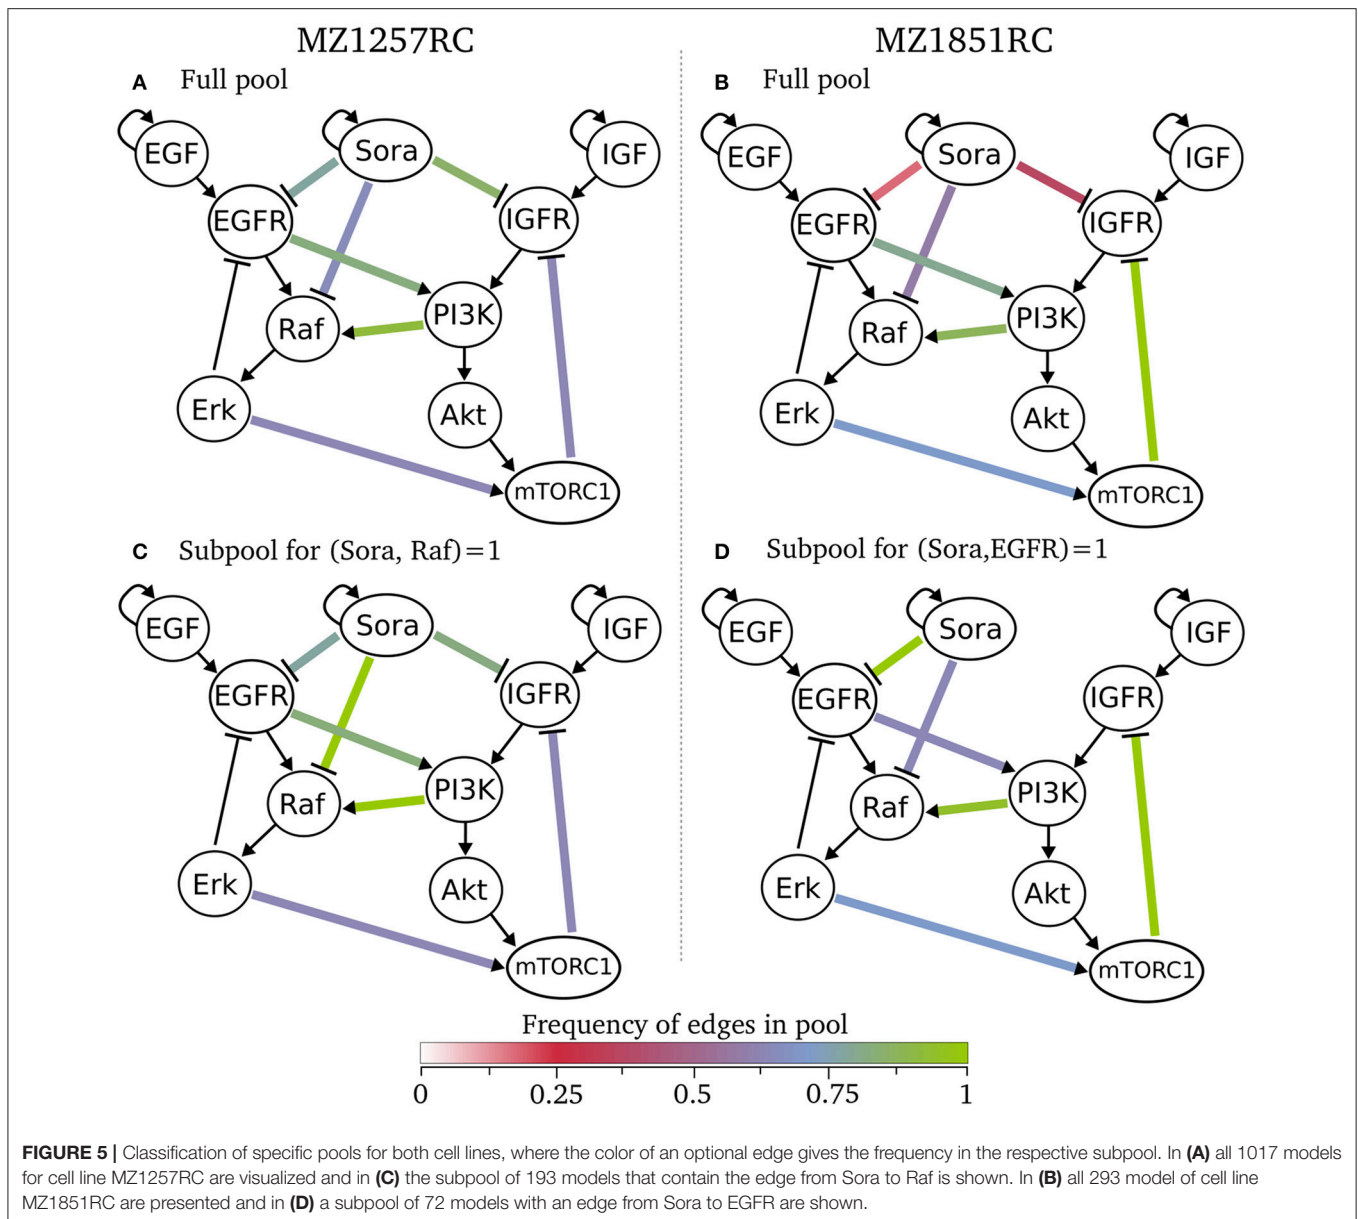 MZ1257RC
MZ1851RC
A Full pool
EGF
Sora
IGF
EGFR
IGFR
Raf
PI3K
Erk
Akt
mTORC1
B Full pool
EGF
Sora
IGF
EGFR
IGFR
Raf
PI3K
Erk
Akt
mTORC1
C Subpool for (Sora, Raf)=1
EGF
Sora
IGF
EGFR
IGFR
Raf
PI3K
Erk
Akt
mTORC1
D Subpool for (Sora,EGFR)=1
EGF
Sora
IGF
EGFR
IGFR
Raf
PI3K
Erk
Akt
mTORC1
Frequency of edges in pool
0 0.25 0.5 0.75 1
FIGURE 5 | Classification of specific pools for both cell lines, where the color of an optional edge gives the frequency in the respective subpool. In (A) all 1017 models
for cell line MZ1257RC are visualized and in (C) the subpool of 193 models that contain the edge from Sora to Raf is shown. In (B) all 293 model of cell line
MZ1851RC are presented and in (D) a subpool of 72 models with an edge from Sora to EGFR are shown.